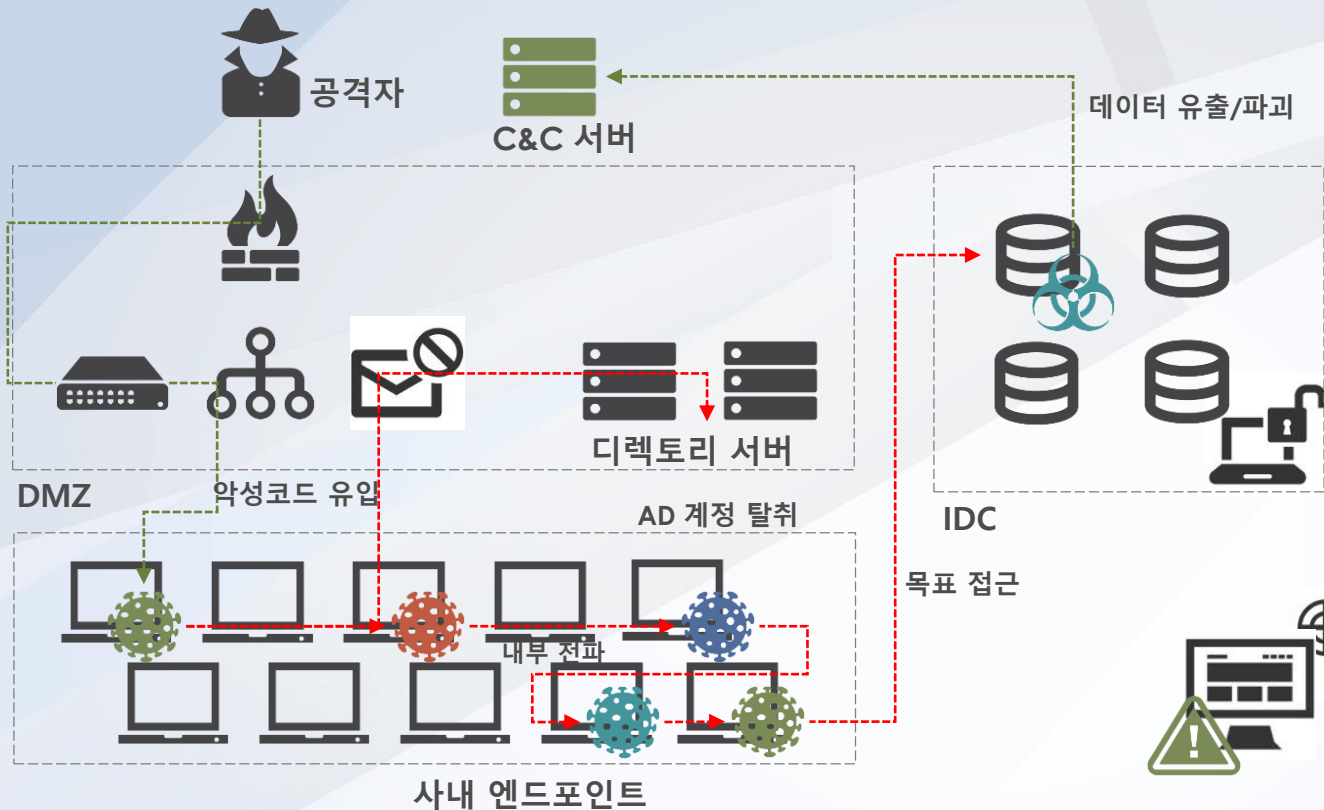 공격자
C&C 서버
데이터 유출/파괴
디렉토리 서버
DMZ
악성코드 유입
AD 계정 탈취
IDC
목표 접근
내부 전파
사내 엔드포인트